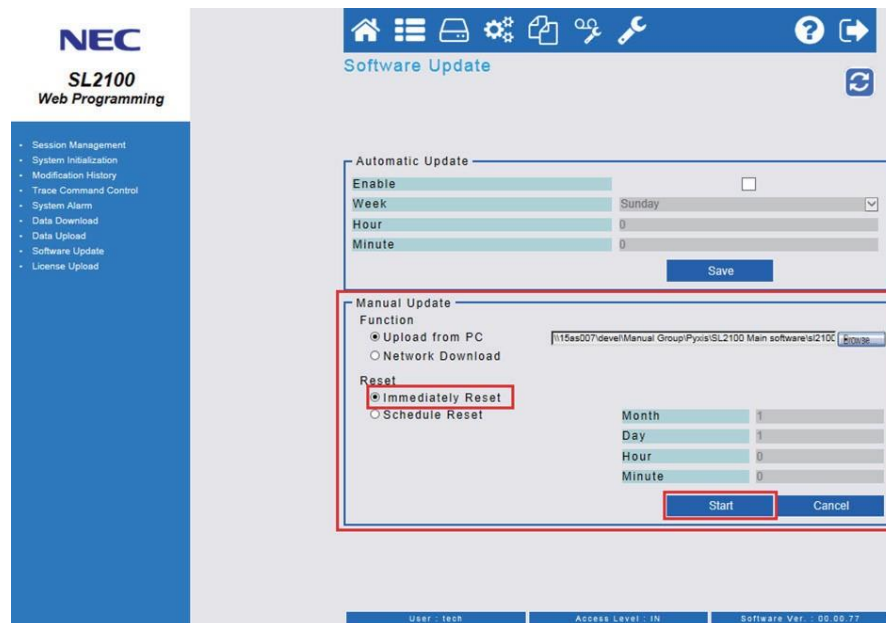 NEC
SL2100
Web Programming
Session Management
System Initialization
Modification History
Trace Command Control
System Alarm
Data Download
Data Upload
Software Update
License Upload
Software Update
Automatic Update
Enable
Week Sunday
Hour 0
Minute 0
Save
Manual Update
Function
Upload from PC \\15as007\devel\Manual Group\Pyxis\SL2100 Main software\sl2100 Browse...
Network Download
Reset
Immediately Reset
Schedule Reset Month 1
Day 1
Hour 0
Minute 0
Start Cancel
User : tech Access Level : IN Software Ver. : 00.00.77